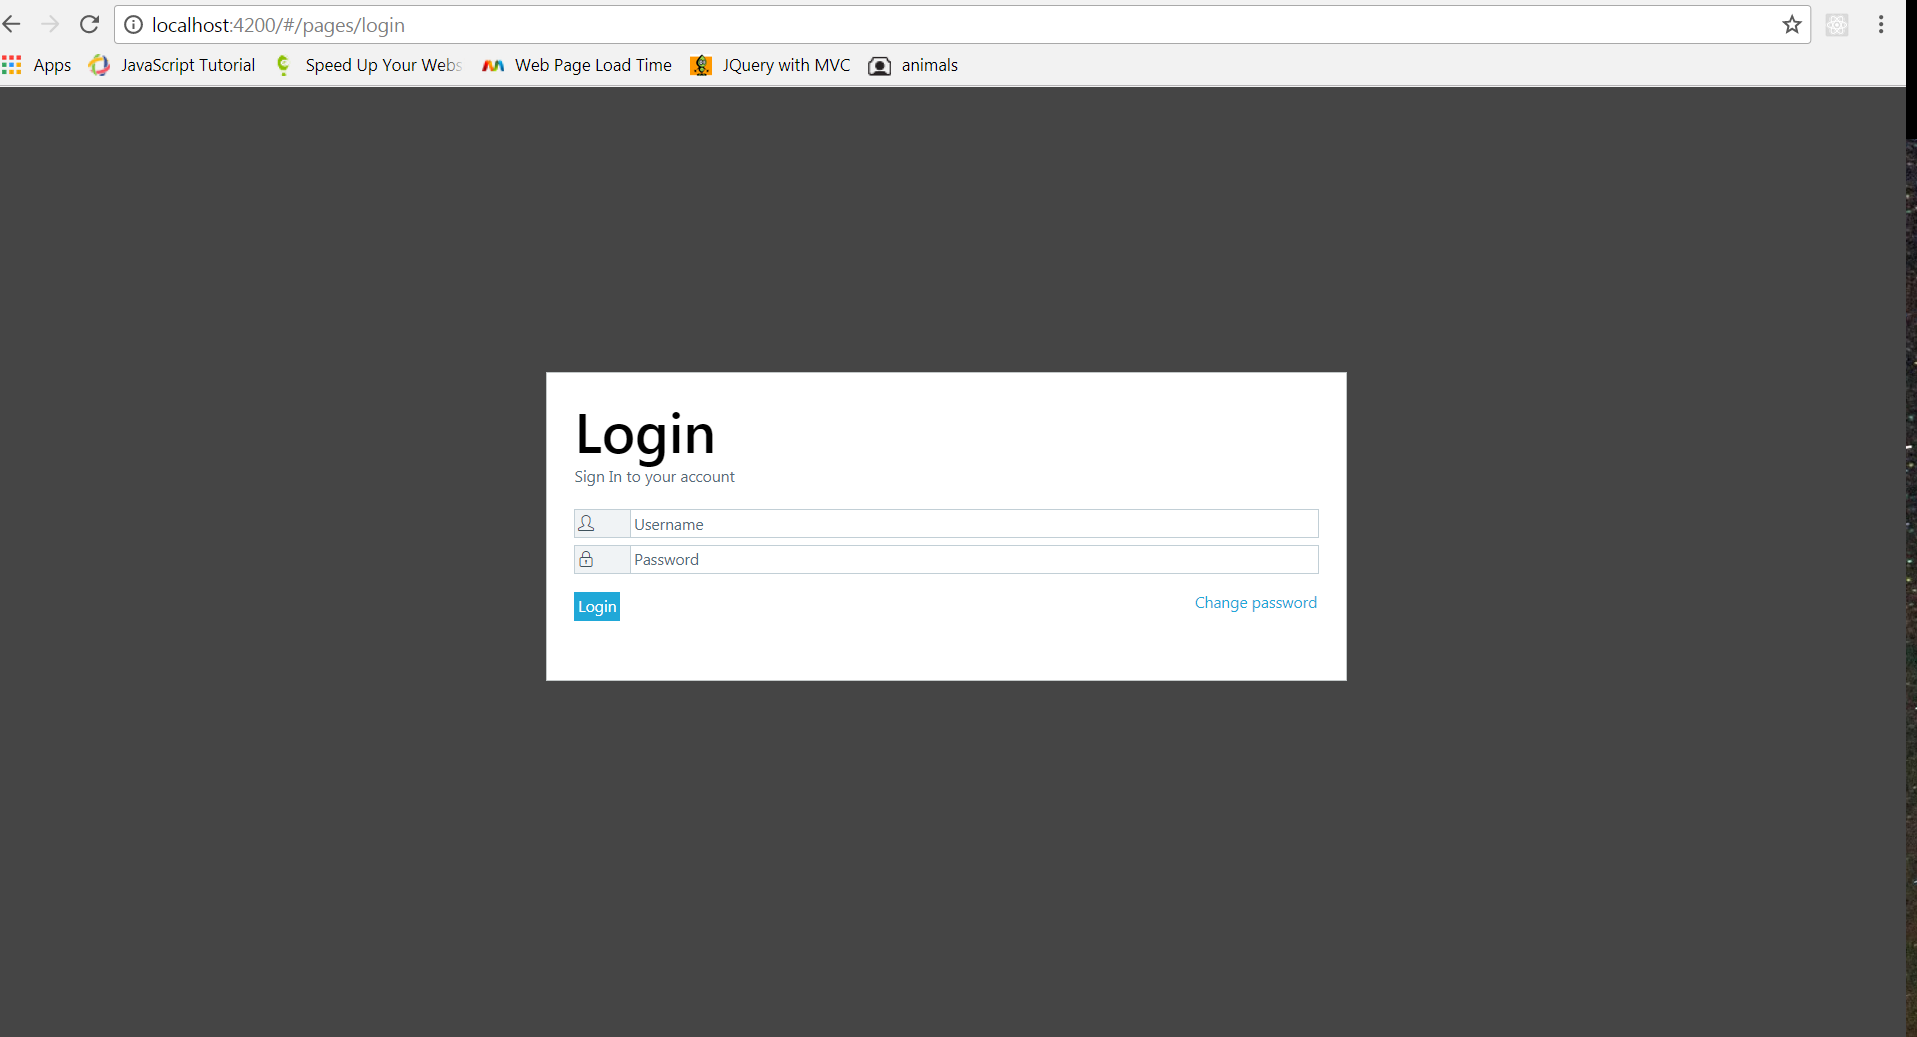 localhost:4200/#/pages/login
Apps JavaScript Tutorial Speed Up Your Webs Web Page Load Time JQuery with MVC animals
Login
Sign In to your account
Username
Password
Login Change password